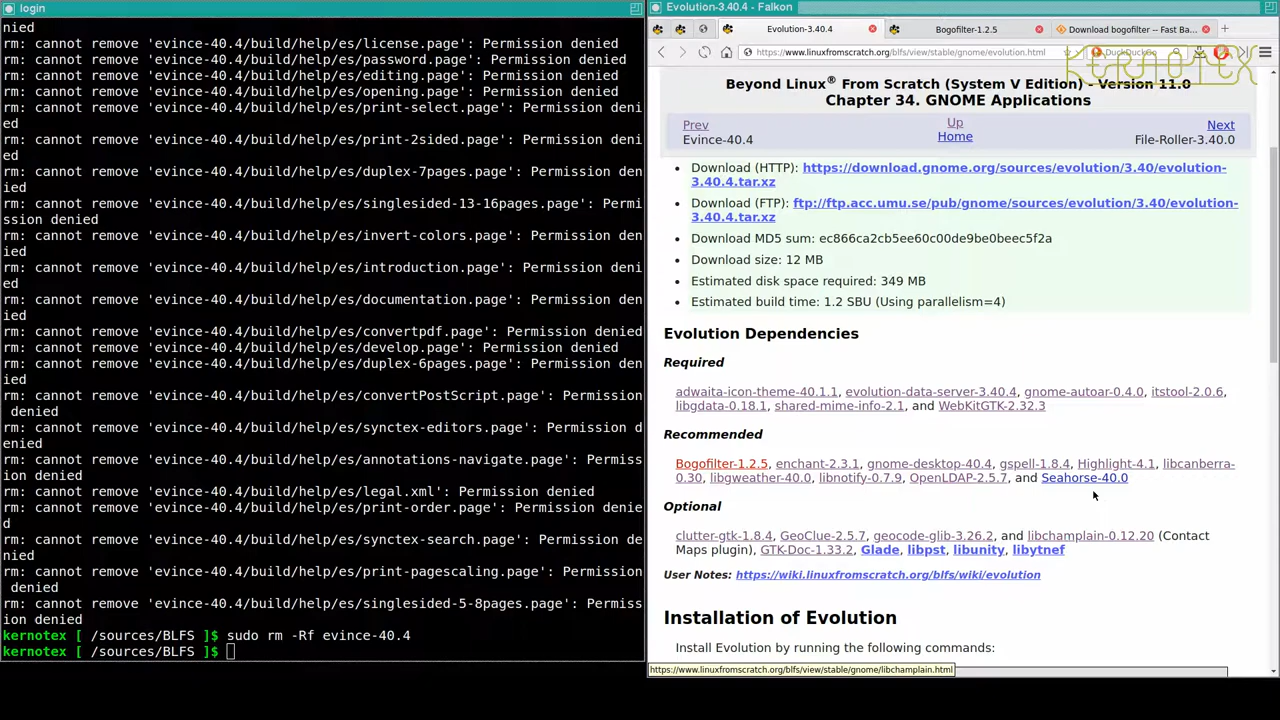 login
nied
rm: cannot remove 'evince-40.4/build/help/es/license.page': Permission denied
rm: cannot remove 'evince-40.4/build/help/es/password.page': Permission denied
rm: cannot remove 'evince-40.4/build/help/es/editing.page': Permission denied
rm: cannot remove 'evince-40.4/build/help/es/opening.page': Permission denied
rm: cannot remove 'evince-40.4/build/help/es/print-select.page': Permission deni
ed
rm: cannot remove 'evince-40.4/build/help/es/print-2sided.page': Permission deni
ed
rm: cannot remove 'evince-40.4/build/help/es/duplex-7pages.page': Permission den
ied
rm: cannot remove 'evince-40.4/build/help/es/singlesided-13-16pages.page': Permi
ssion denied
rm: cannot remove 'evince-40.4/build/help/es/invert-colors.page': Permission den
ied
rm: cannot remove 'evince-40.4/build/help/es/introduction.page': Permission deni
ed
rm: cannot remove 'evince-40.4/build/help/es/documentation.page': Permission den
ied
rm: cannot remove 'evince-40.4/build/help/es/convertpdf.page': Permission denied
rm: cannot remove 'evince-40.4/build/help/es/develop.page': Permission denied
rm: cannot remove 'evince-40.4/build/help/es/duplex-6pages.page': Permission den
ied
rm: cannot remove 'evince-40.4/build/help/es/convertPostScript.page': Permission
denied
rm: cannot remove 'evince-40.4/build/help/es/synctex-editors.page': Permission d
enied
rm: cannot remove 'evince-40.4/build/help/es/annotations-navigate.page': Permiss
ion denied
rm: cannot remove 'evince-40.4/build/help/es/legal.xml': Permission denied
rm: cannot remove 'evince-40.4/build/help/es/print-order.page': Permission denie
d
rm: cannot remove 'evince-40.4/build/help/es/synctex-search.page': Permission de
nied
rm: cannot remove 'evince-40.4/build/help/es/print-pagescaling.page': Permission
denied
rm: cannot remove 'evince-40.4/build/help/es/singlesided-5-8pages.page': Permiss
ion denied
kernotex [ /sources/BLFS ]$ sudo rm -Rf evince-40.4
kernotex [ /sources/BLFS ]$
Evolution-3.40.4 - Falkon
Evolution-3.40.4
Bogofilter-1.2.5
Download bogofilter -- Fast Ba...
https://www.linuxfromscratch.org/blfs/view/stable/gnome/evolution.html
DuckDuckGo
KERNOTEX
Beyond Linux® From Scratch (System V Edition) - Version 11.0
Chapter 34. GNOME Applications
Prev
Up
Next
Evince-40.4
Home
File-Roller-3.40.0
• Download (HTTP): https://download.gnome.org/sources/evolution/3.40/evolution-
3.40.4.tar.xz
• Download (FTP): ftp://ftp.acc.umu.se/pub/gnome/sources/evolution/3.40/evolution-
3.40.4.tar.xz
• Download MD5 sum: ec866ca2cb5ee60c00de9be0beec5f2a
• Download size: 12 MB
• Estimated disk space required: 349 MB
• Estimated build time: 1.2 SBU (Using parallelism=4)
Evolution Dependencies
Required
adwaita-icon-theme-40.1.1, evolution-data-server-3.40.4, gnome-autoar-0.4.0, itstool-2.0.6,
libgdata-0.18.1, shared-mime-info-2.1, and WebKitGTK-2.32.3
Recommended
Bogofilter-1.2.5, enchant-2.3.1, gnome-desktop-40.4, gspell-1.8.4, Highlight-4.1, libcanberra-
0.30, libgweather-40.0, libnotify-0.7.9, OpenLDAP-2.5.7, and Seahorse-40.0
Optional
clutter-gtk-1.8.4, GeoClue-2.5.7, geocode-glib-3.26.2, and libchamplain-0.12.20 (Contact
Maps plugin), GTK-Doc-1.33.2, Glade, libpst, libunity, libytnef
User Notes: https://wiki.linuxfromscratch.org/blfs/wiki/evolution
Installation of Evolution
Install Evolution by running the following commands:
https://www.linuxfromscratch.org/blfs/view/stable/gnome/libchamplain.html